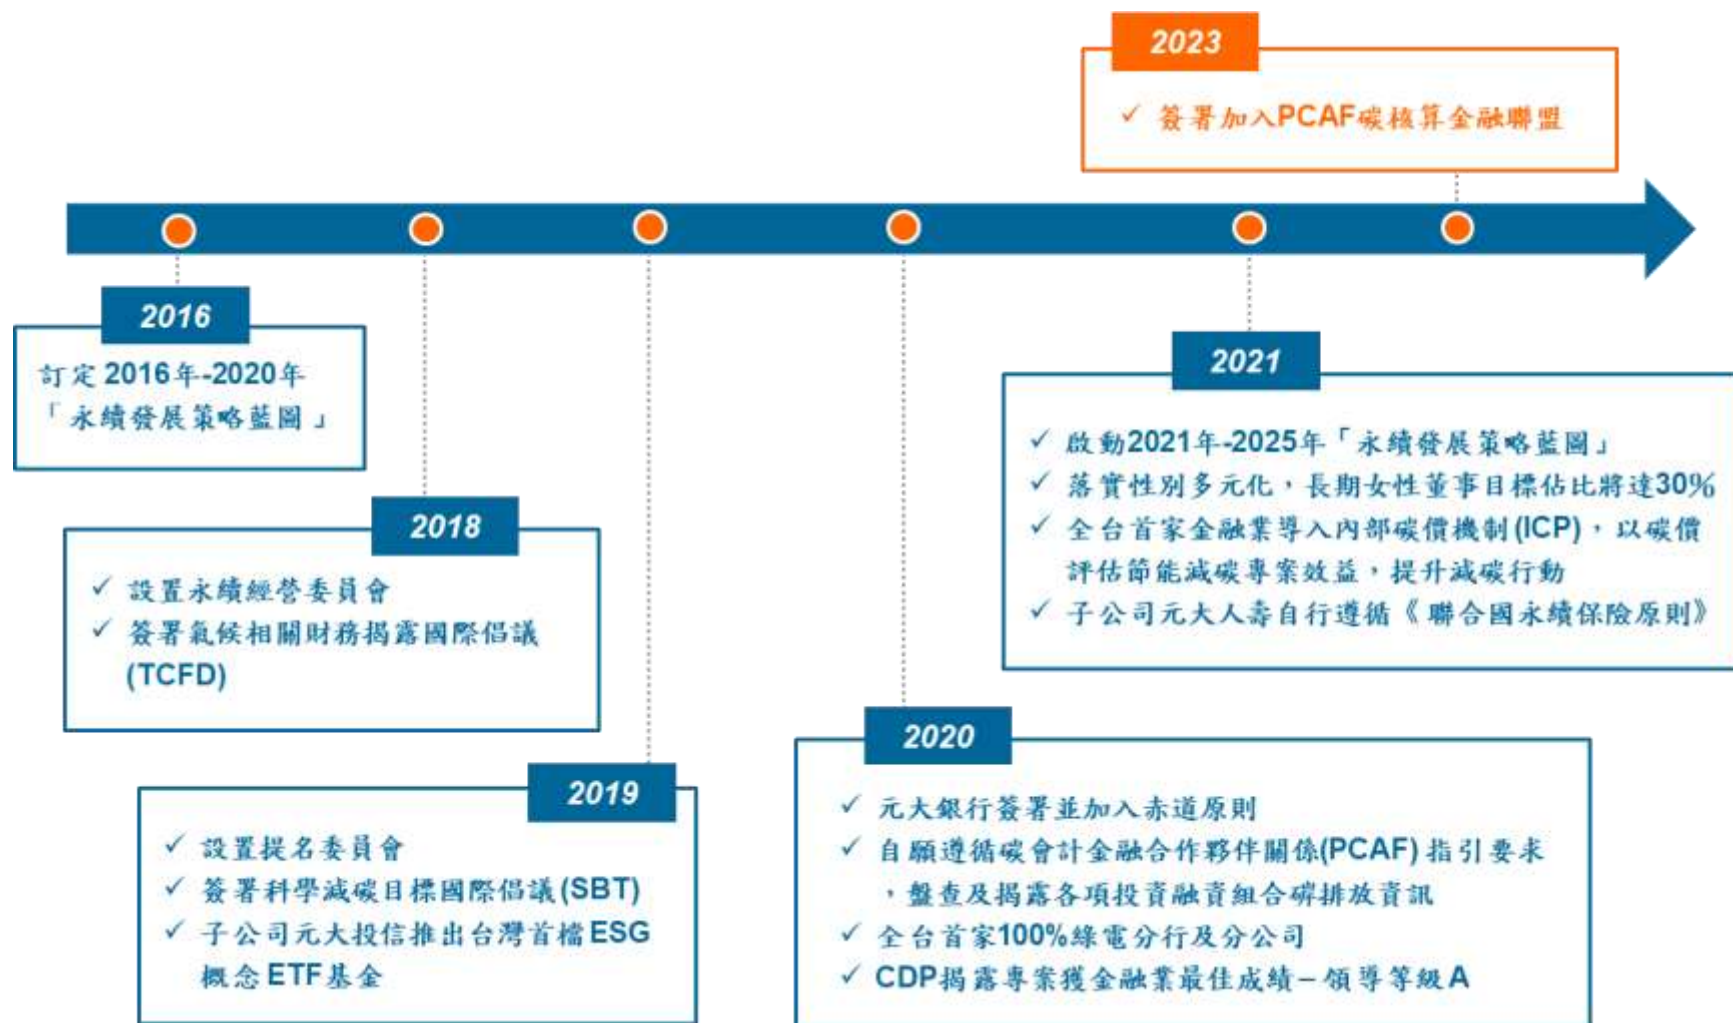 2023
✓ 簽署加入PCAF碳核算金融聯盟
2016
訂定 2016年-2020年
「永續發展策略藍圖」
2018
✓ 設置永續經營委員會
✓ 簽署氣候相關財務揭露國際倡議
(TCFD)
2019
✓ 設置提名委員會
✓ 簽署科學減碳目標國際倡議(SBT)
✓ 子公司元大投信推出台灣首檔ESG
概念ETF基金
2020
✓ 元大銀行簽署並加入赤道原則
✓ 自願遵循碳會計金融合作夥伴關係(PCAF) 指引要求
，盤查及揭露各項投資融資組合碳排放資訊
✓ 全台首家100%綠電分行及分公司
✓ CDP揭露專案獲金融業最佳成績–領導等級A
2021
✓ 啟動2021年-2025年「永續發展策略藍圖」
✓ 落實性別多元化，長期女性董事目標佔比將達30%
✓ 全台首家金融業導入內部碳價機制(ICP)，以碳價
評估節能減碳專案效益，提升減碳行動
✓ 子公司元大人壽自行遵循《聯合國永續保險原則》